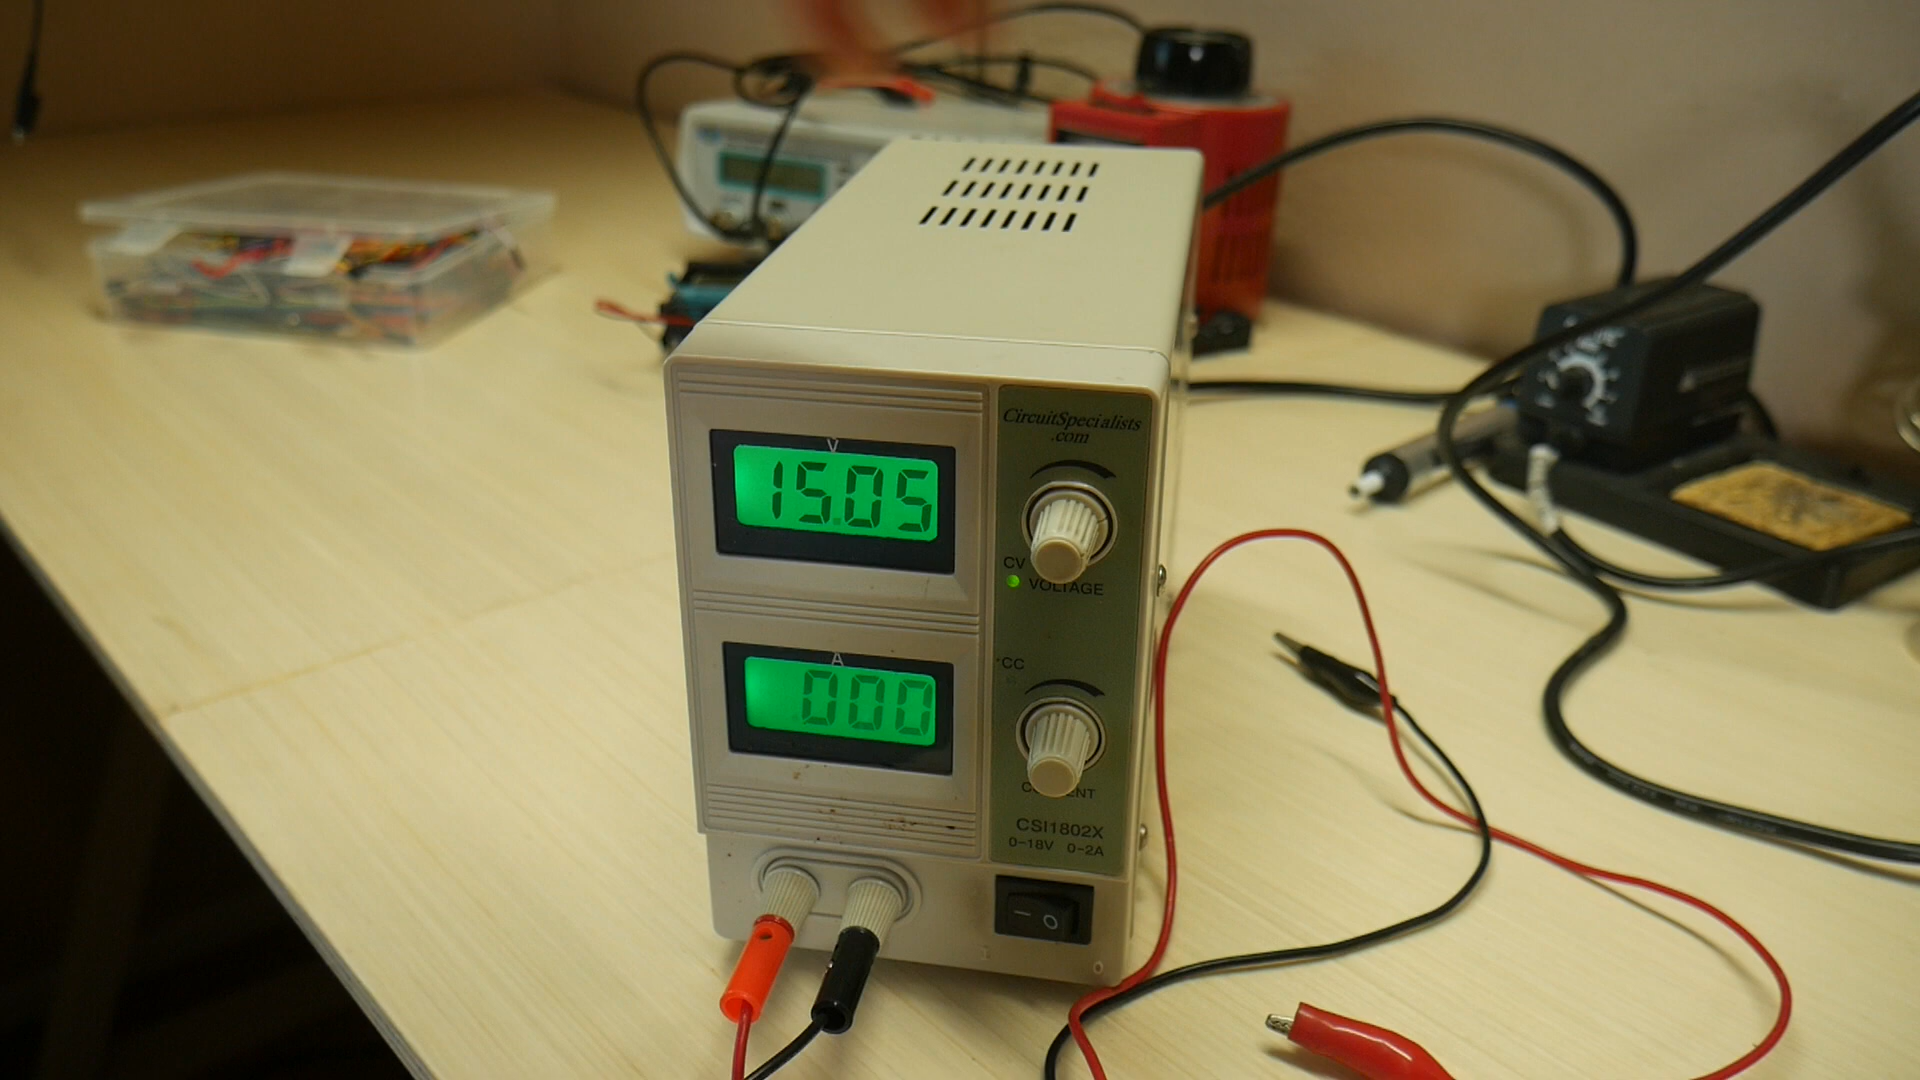 CircuitSpecialists
.com
V
15.05
CV
VOLTAGE
A
0.00
CC
CSI1802X
0-18V 0-2A